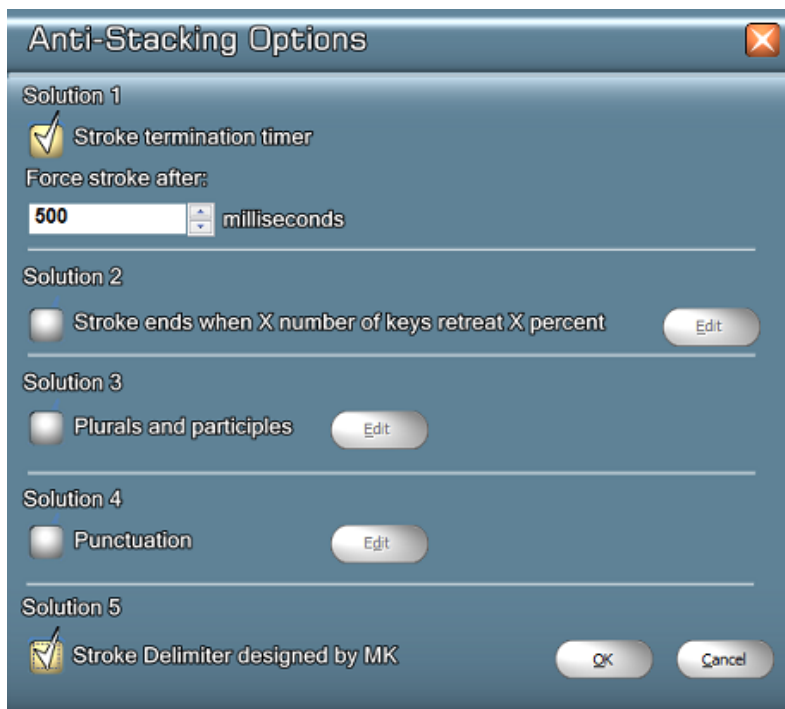 Anti-Stacking Options
Solution 1
Stroke termination timer
Force stroke after:
500 milliseconds
Solution 2
Stroke ends when X number of keys retreat X percent Edit
Solution 3
Plurals and participles Edit
Solution 4
Punctuation Edit
Solution 5
Stroke Delimiter designed by MK OK Cancel